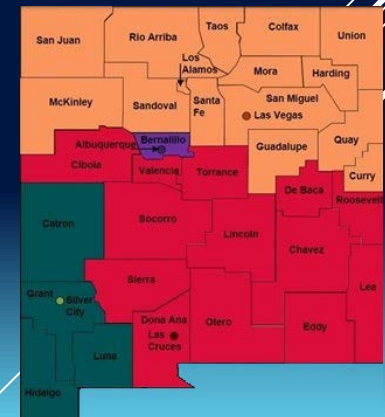 Taos
Colfax
Union
San Juan
Rio Arriba
Los
Alamos
Mora
Harding
McKinley
Sandoval
Santa
Fe
San Miguel
Las Vegas
Bernalillo
Albuquerque
Guadalupe
Quay
Cibola
Valencia
Torrance
Curry
De Baca
Roosevelt
Catron
Socorro
Lincoln
Chavez
Lea
Sierra
Grant
Silver
City
Dona Ana
Las
Cruces
Otero
Eddy
Luna
Hidalgo